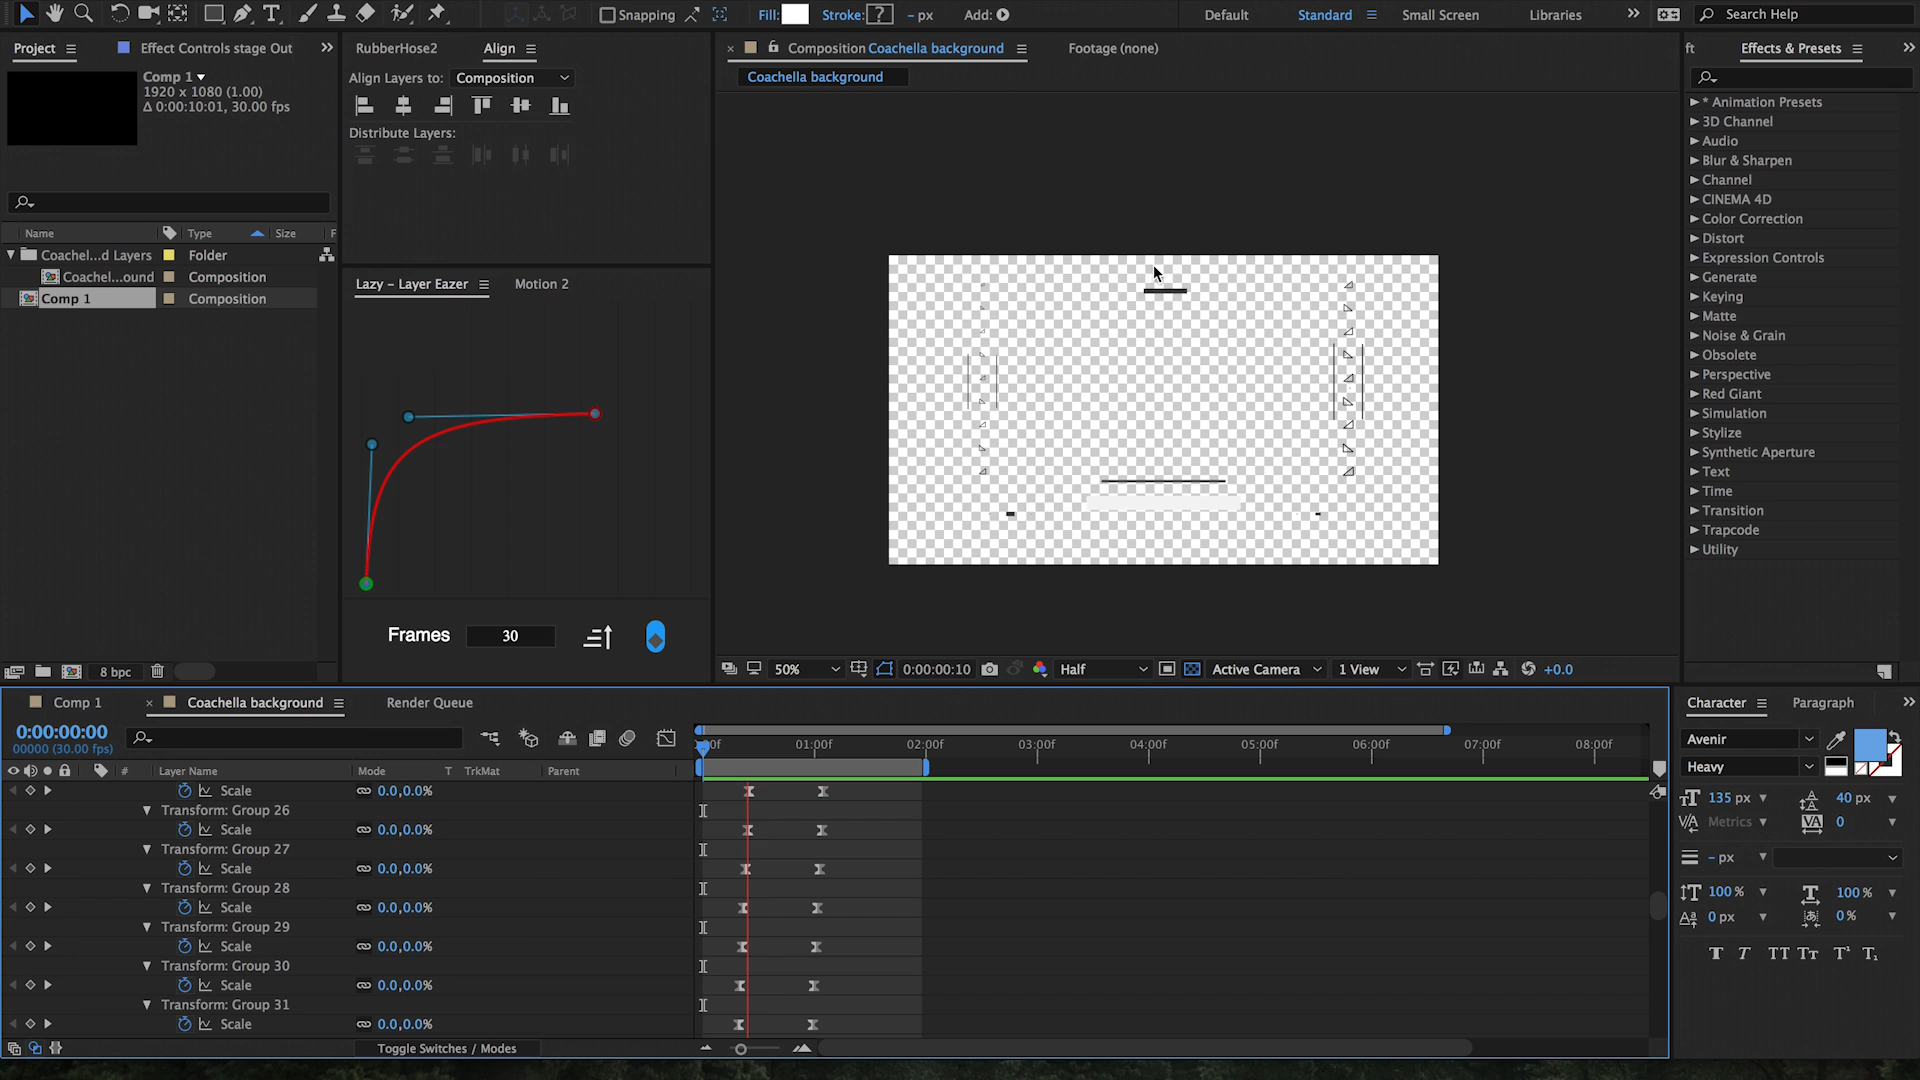 Snapping
Fill:
Stroke: ?
– px
Add:
Default
Standard
Small Screen
Libraries
Search Help
Project
Effect Controls stage Out
RubberHose2
Align
Composition Coachella background
Footage (none)
ft
Effects & Presets
Comp 1
1920 x 1080 (1.00)
Δ 0:00:10:01, 30.00 fps
Align Layers to:
Composition
Coachella background
Distribute Layers:
* Animation Presets
3D Channel
Audio
Blur & Sharpen
Channel
CINEMA 4D
Color Correction
Distort
Expression Controls
Generate
Keying
Matte
Noise & Grain
Obsolete
Perspective
Red Giant
Simulation
Stylize
Synthetic Aperture
Text
Time
Transition
Trapcode
Utility
Name
Type
Size
F
Coachel...d Layers
Folder
Coachel...ound
Composition
Comp 1
Composition
Lazy – Layer Eazer
Motion 2
Frames
30
8 bpc
50%
0:00:00:10
Half
Active Camera
1 View
+0.0
Comp 1
Coachella background
Render Queue
Character
Paragraph
0:00:00:00
00000 (30.00 fps)
:00f
01:00f
02:00f
03:00f
04:00f
05:00f
06:00f
07:00f
08:00f
#
Layer Name
Mode
T
TrkMat
Parent
Scale
0.0,0.0%
Transform: Group 26
Scale
0.0,0.0%
Transform: Group 27
Scale
0.0,0.0%
Transform: Group 28
Scale
0.0,0.0%
Transform: Group 29
Scale
0.0,0.0%
Transform: Group 30
Scale
0.0,0.0%
Transform: Group 31
Scale
0.0,0.0%
Toggle Switches / Modes
Avenir
Heavy
135 px
40 px
Metrics
0
– px
100 %
100 %
0 px
0 %
T T TT Tт T¹ T₁